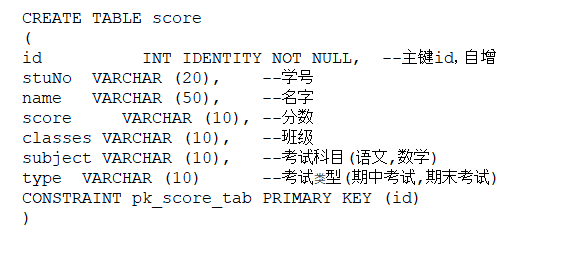 CREATE TABLE score
(
id INT IDENTITY NOT NULL, --主键id,自增
stuNo VARCHAR (20), --学号
name VARCHAR (50), --名字
score VARCHAR (10), --分数
classes VARCHAR (10), --班级
subject VARCHAR (10), --考试科目(语文,数学)
type VARCHAR (10) --考试类型(期中考试,期末考试)
CONSTRAINT pk_score_tab PRIMARY KEY (id)
)